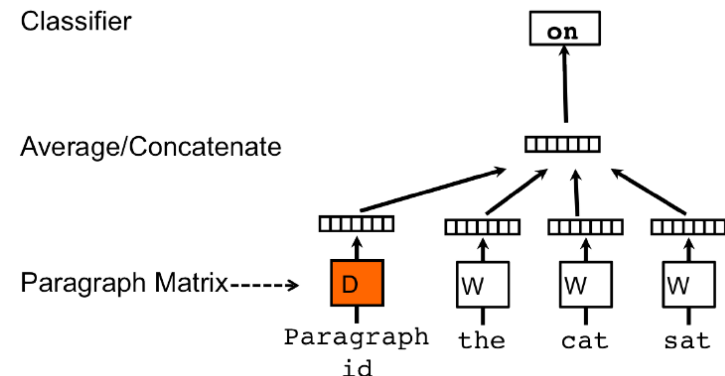 Classifier
on
Average/Concatenate
Paragraph Matrix
D
W
W
W
Paragraph
id
the
cat
sat